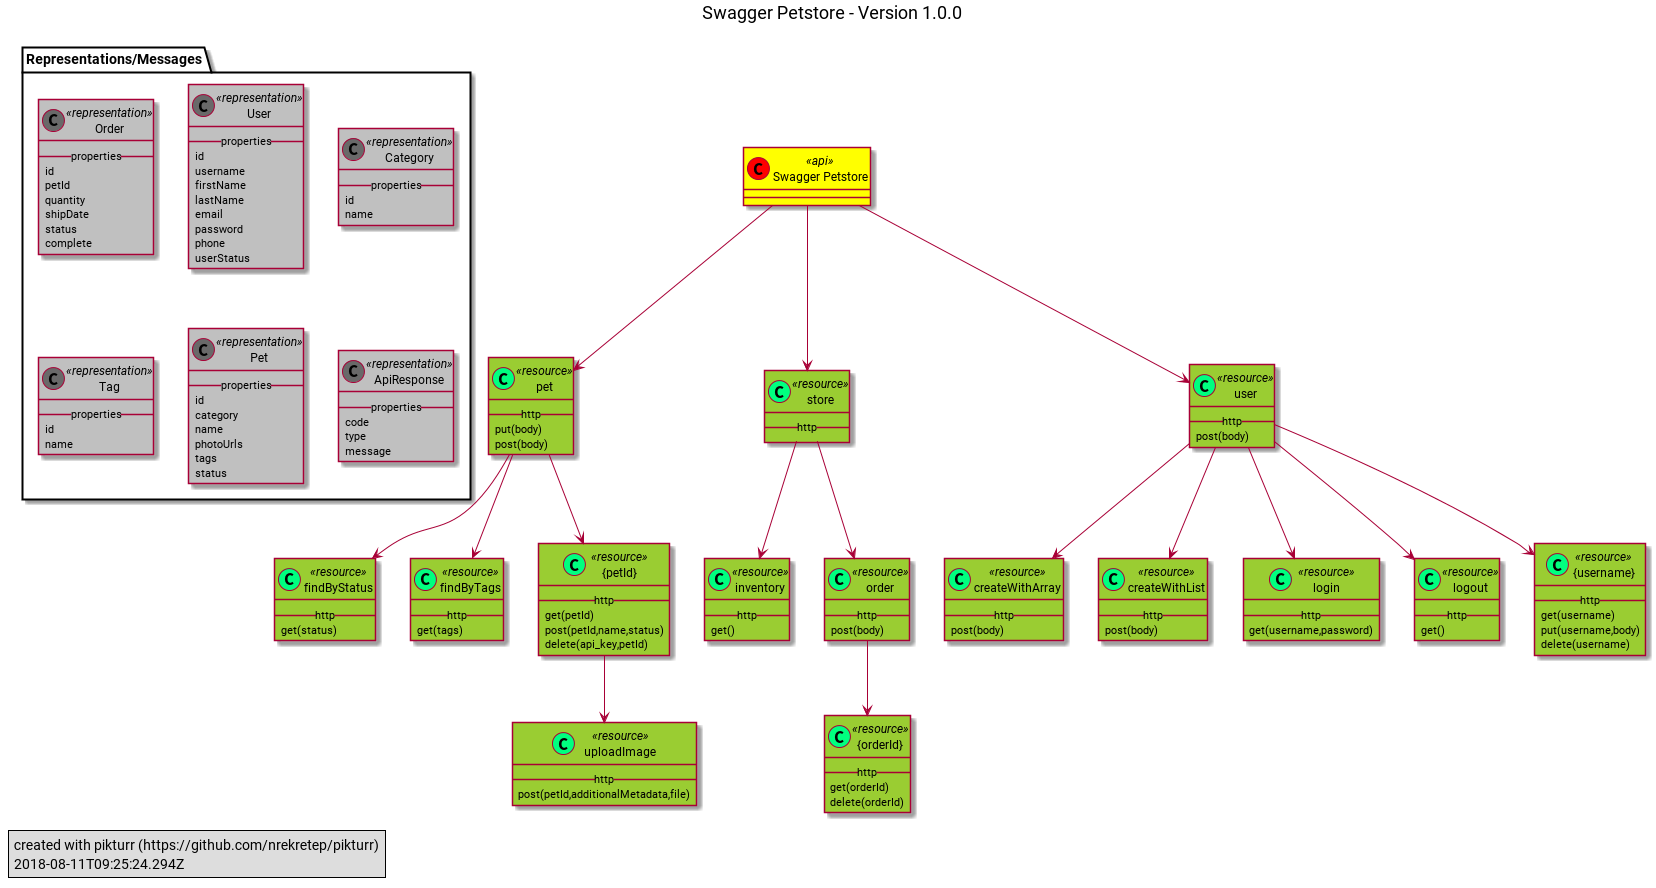 Swagger Petstore - Version 1.0.0
Representations/Messages
C
«representation»
Order
properties
id
petId
quantity
shipDate
status
complete
C
«representation»
User
properties
id
username
firstName
lastName
email
password
phone
userStatus
C
«representation»
Category
properties
id
name
C
«representation»
Tag
properties
id
name
C
«representation»
Pet
properties
id
category
name
photoUrls
tags
status
C
«representation»
ApiResponse
properties
code
type
message
C
«api»
Swagger Petstore
C
«resource»
pet
http
put(body)
post(body)
C
«resource»
store
http
C
«resource»
user
http
post(body)
C
«resource»
findByStatus
http
get(status)
C
«resource»
findByTags
http
get(tags)
C
«resource»
{petId}
http
get(petId)
post(petId,name,status)
delete(api_key,petId)
C
«resource»
inventory
http
get()
C
«resource»
order
http
post(body)
C
«resource»
createWithArray
http
post(body)
C
«resource»
createWithList
http
post(body)
C
«resource»
login
http
get(username,password)
C
«resource»
logout
http
get()
C
«resource»
{username}
http
get(username)
put(username,body)
delete(username)
C
«resource»
uploadImage
http
post(petId,additionalMetadata,file)
C
«resource»
{orderId}
http
get(orderId)
delete(orderId)
created with pikturr (https://github.com/nrekretep/pikturr)
2018-08-11T09:25:24.294Z